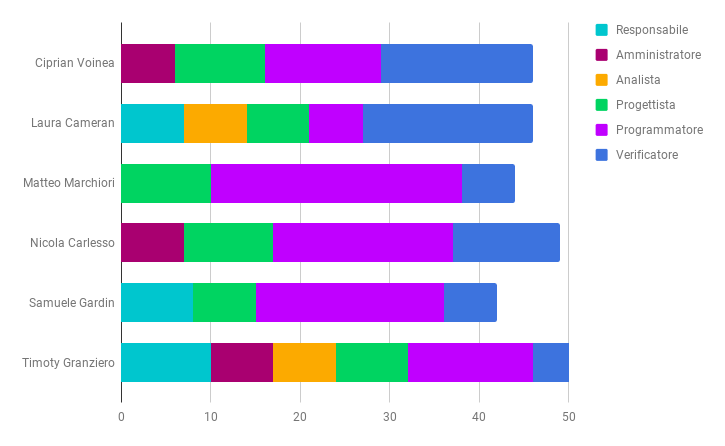 Responsabile
Amministratore
Analista
Progettista
Programmatore
Verificatore
Ciprian Voinea
Laura Cameran
Matteo Marchiori
Nicola Carlesso
Samuele Gardin
Timoty Granziero
0 10 20 30 40 50